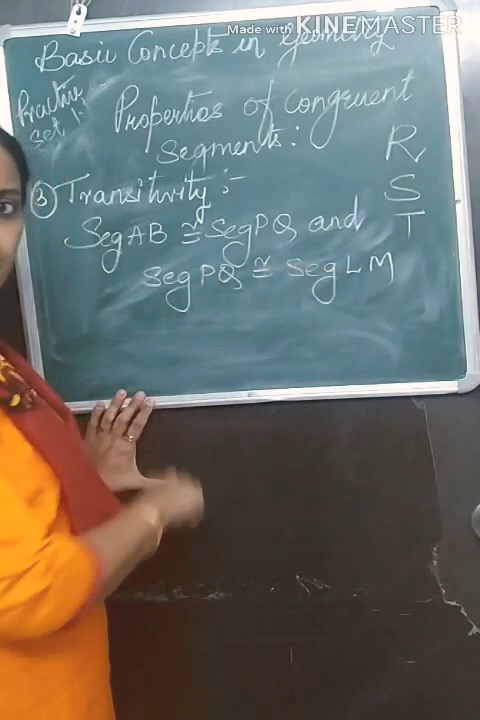 Made with KINEMASTER
Basic Concepts in Geometry
Practive
set 1:
Properties of Congruent
Segments:
③ Transitivity :-
Seg AB ≅ Seg PQ and
Seg PQ ≅ Seg LM
R
S
T